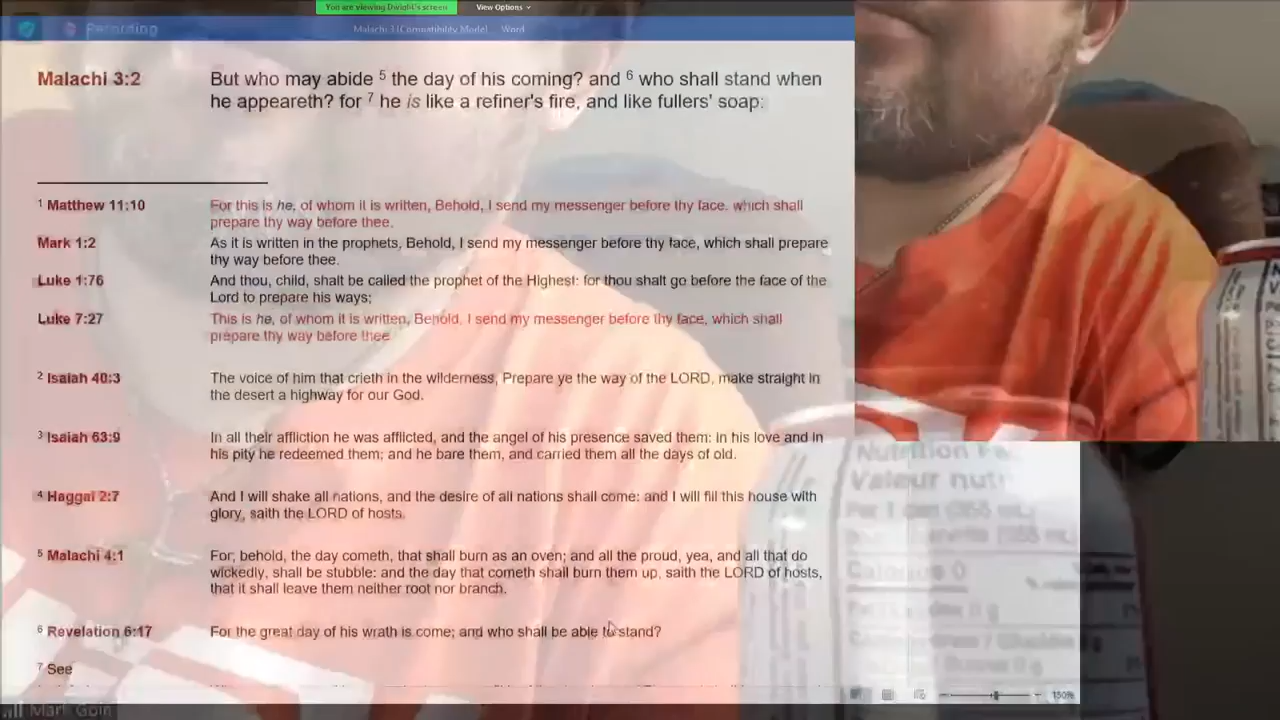 You are viewing Dwight's screen View Options
Recording Malachi 3 [Compatibility Mode] Word
Malachi 3:2 But who may abide 5 the day of his coming? and 6 who shall stand when
he appeareth? for 7 he is like a refiner's fire, and like fullers' soap:
1 Matthew 11:10 For this is he, of whom it is written, Behold, I send my messenger before thy face, which shall
prepare thy way before thee.
Mark 1:2 As it is written in the prophets, Behold, I send my messenger before thy face, which shall prepare
thy way before thee.
Luke 1:76 And thou, child, shalt be called the prophet of the Highest: for thou shalt go before the face of the
Lord to prepare his ways;
Luke 7:27 This is he, of whom it is written, Behold, I send my messenger before thy face, which shall
prepare thy way before thee
2 Isaiah 40:3 The voice of him that crieth in the wilderness, Prepare ye the way of the LORD, make straight in
the desert a highway for our God.
3 Isaiah 63:9 In all their affliction he was afflicted, and the angel of his presence saved them: in his love and in
his pity he redeemed them; and he bare them, and carried them all the days of old.
4 Haggai 2:7 And I will shake all nations, and the desire of all nations shall come: and I will fill this house with
glory, saith the LORD of hosts.
5 Malachi 4:1 For, behold, the day cometh, that shall burn as an oven; and all the proud, yea, and all that do
wickedly, shall be stubble: and the day that cometh shall burn them up, saith the LORD of hosts,
that it shall leave them neither root nor branch.
6 Revelation 6:17 For the great day of his wrath is come; and who shall be able to stand?
7 See
Nutrition
Valeur
Per 1 can (355 mL)
Calories 0
150%
Mark Goin